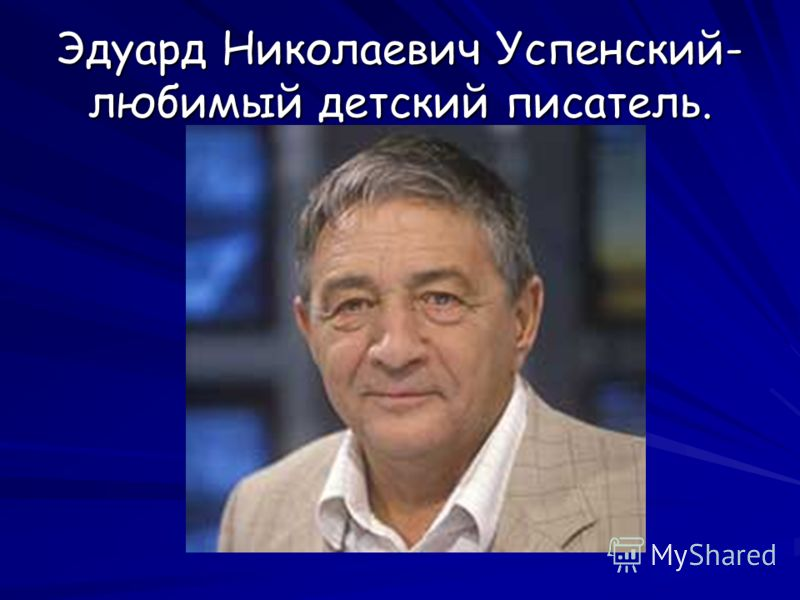 Эдуард Николаевич Успенский-
любимый детский писатель.
MyShared